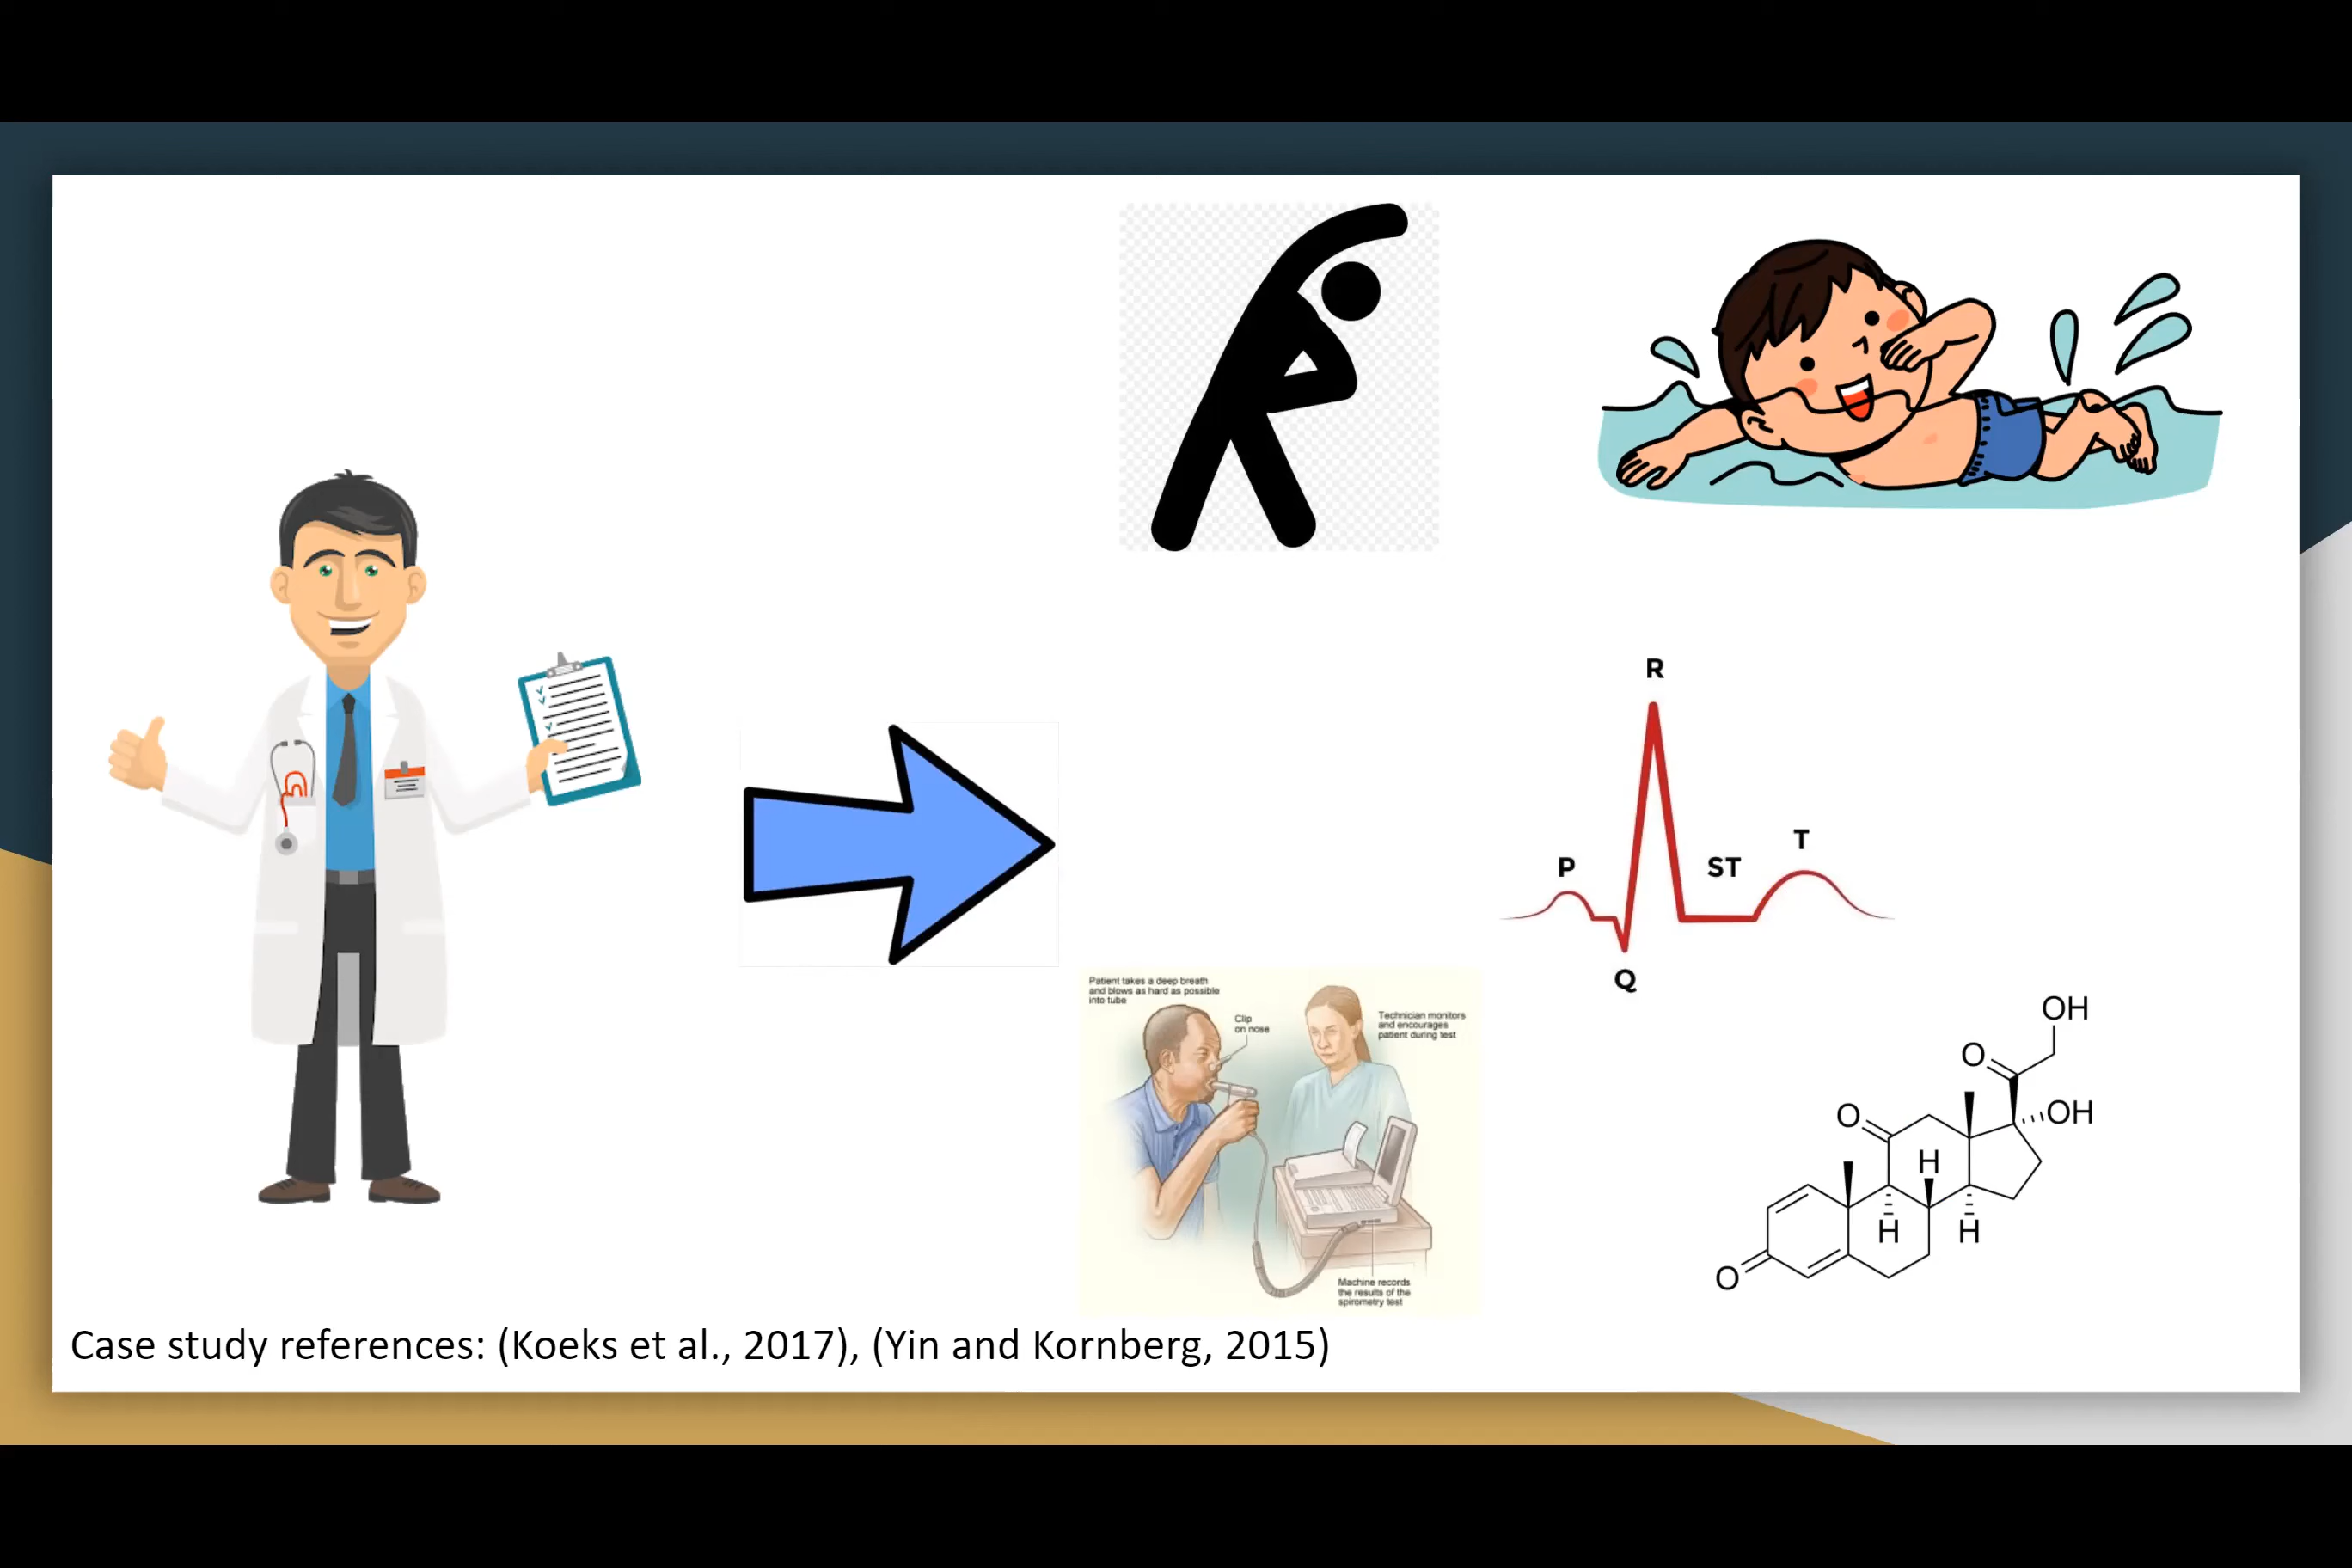 R
P
ST
T
Q
Patient takes a deep breath
and blows as hard as possible
into tube
Clip
on nose
Technician monitors
and encourages
patient during test
Machine records
the results of the
spirometry test
OH
O
O
OH
H
H
H
O
Case study references: (Koeks et al., 2017), (Yin and Kornberg, 2015)